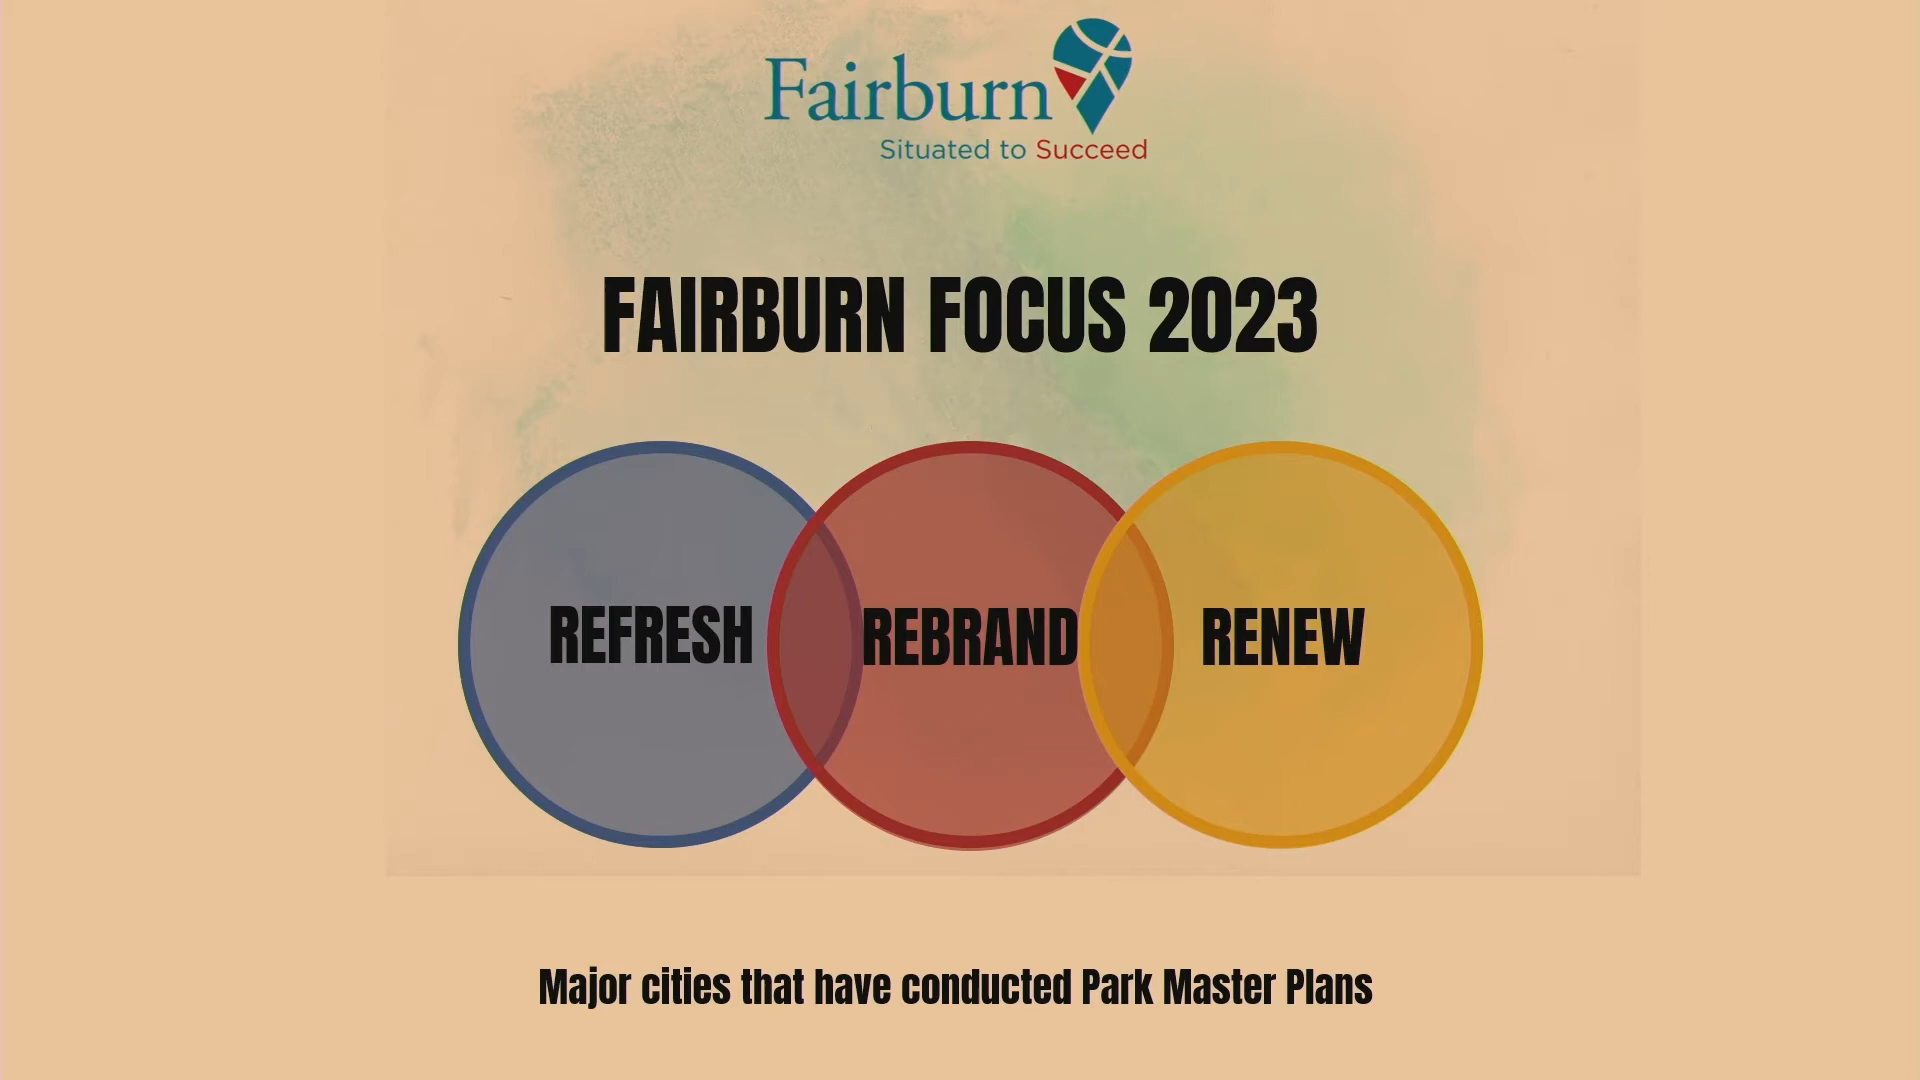 Fairburn
Situated to Succeed
FAIRBURN FOCUS 2023
REFRESH REBRAND RENEW
Major cities that have conducted Park Master Plans